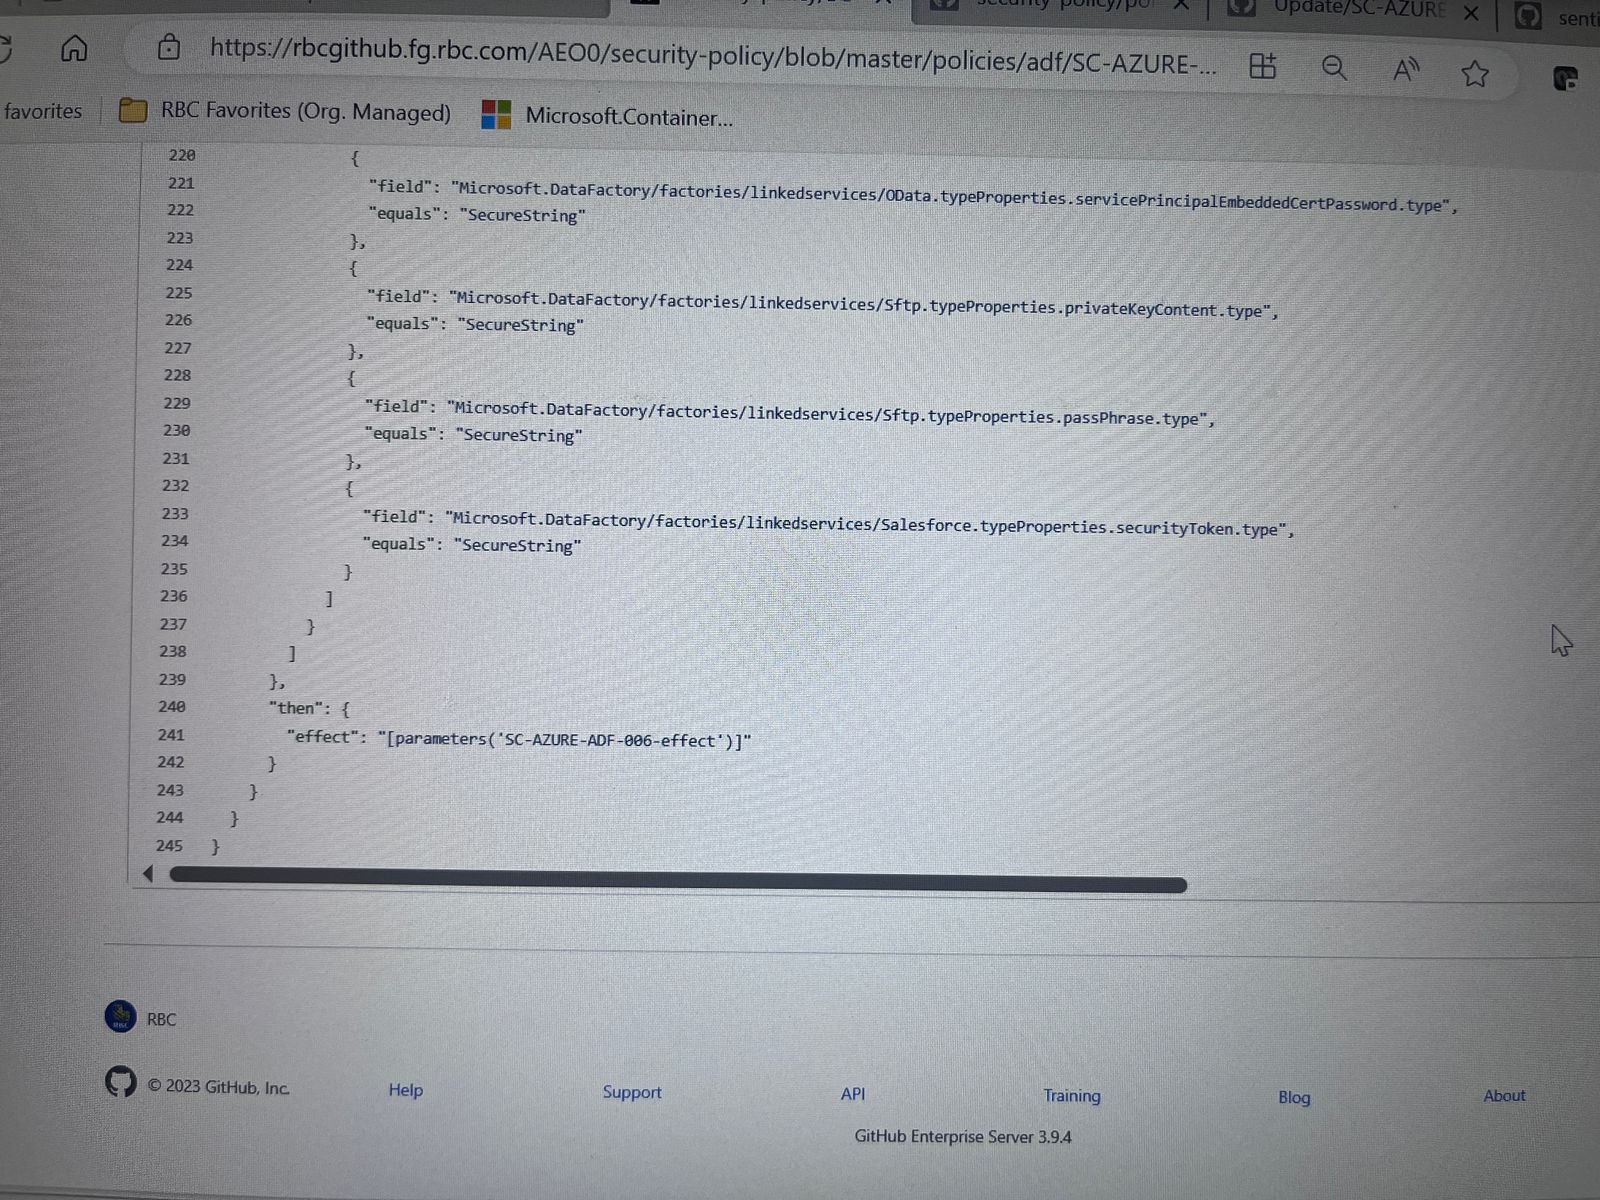 security-policy/po
Update/SC-AZURE
senti
https://rbcgithub.fg.rbc.com/AEO0/security-policy/blob/master/policies/adf/SC-AZURE-...
favorites
RBC Favorites (Org. Managed)
Microsoft.Container...
220 {
221 "field": "Microsoft.DataFactory/factories/linkedservices/OData.typeProperties.servicePrincipalEmbeddedCertPassword.type",
222 "equals": "SecureString"
223 },
224 {
225 "field": "Microsoft.DataFactory/factories/linkedservices/Sftp.typeProperties.privateKeyContent.type",
226 "equals": "SecureString"
227 },
228 {
229 "field": "Microsoft.DataFactory/factories/linkedservices/Sftp.typeProperties.passPhrase.type",
230 "equals": "SecureString"
231 },
232 {
233 "field": "Microsoft.DataFactory/factories/linkedservices/Salesforce.typeProperties.securityToken.type",
234 "equals": "SecureString"
235 }
236 ]
237 }
238 ]
239 },
240 "then": {
241 "effect": "[parameters('SC-AZURE-ADF-006-effect')]"
242 }
243 }
244 }
245 }
RBC
© 2023 GitHub, Inc.
Help
Support
API
Training
Blog
About
GitHub Enterprise Server 3.9.4